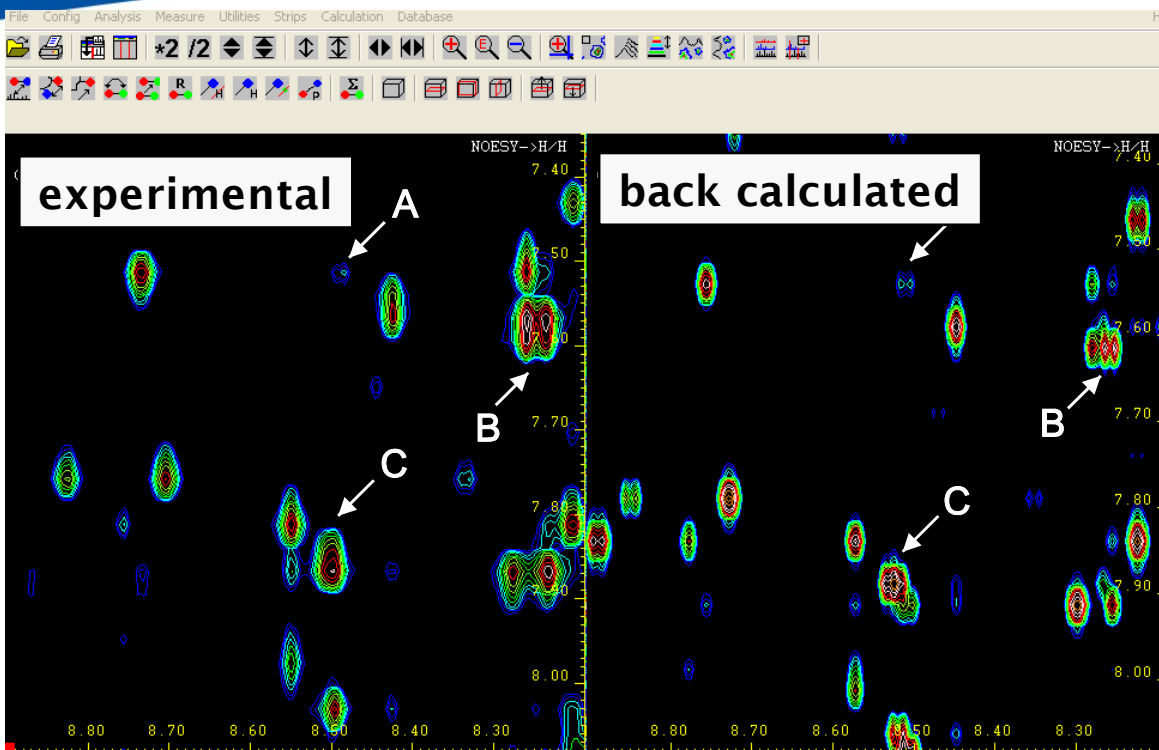 File Config Analysis Measure Utilities Strips Calculation Database H
*2 /2
E
R H H P Σ
NOESY->H/H NOESY->H/H
experimental back calculated
7.40 7.40
A
7.50 7.50
7.60 7.60
B B
7.70 7.70
C
7.80 7.80
C
7.90 7.90
8.00 8.00
8.80 8.70 8.60 8.50 8.40 8.30 8.80 8.70 8.60 8.50 8.40 8.30